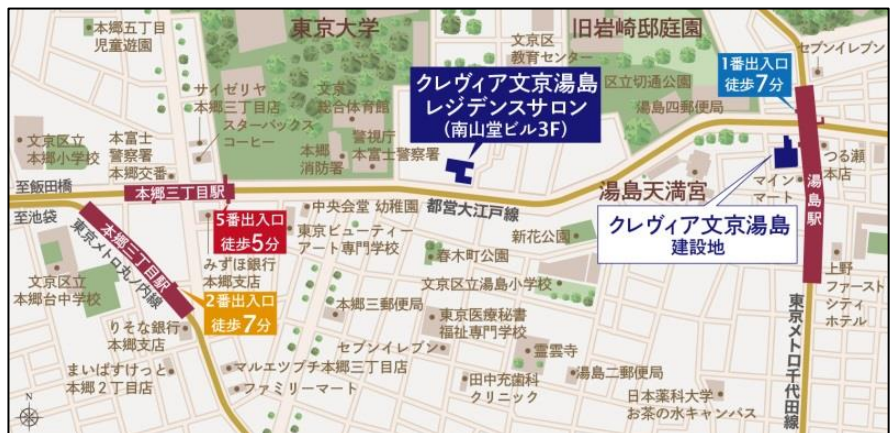 本郷五丁目
児童遊園
東京大学
文京区
教育センター
旧岩崎邸庭園
セブンイレブン
1番出入口
徒歩7分
サイゼリヤ
本郷三丁目店
スターバックス
コーヒー
文京
総合体育館
クレヴィア文京湯島
レジデンスサロン
(南山堂ビル3F)
区立切通公園
湯島四郵便局
文京区立
本郷小学校
本富士
警察署
本郷交番
本郷
消防署
警視庁
本富士警察署
つる瀬
本店
マイン
マート
湯島駅
至飯田橋
本郷三丁目駅
湯島天満宮
至池袋
5番出入口
徒歩5分
中央会堂 幼稚園
都営大江戸線
クレヴィア文京湯島
建設地
東京ビューティー
アート専門学校
新花公園
本郷三丁目駅
東京メトロ丸ノ内線
みずほ銀行
本郷支店
春木町公園
文京区立
本郷台中学校
2番出入口
徒歩7分
文京区立湯島小学校
上野
ファースト
シティ
ホテル
本郷三郵便局
東京医療秘書
福祉専門学校
東京メトロ千代田線
りそな銀行
本郷支店
セブンイレブン
霊雲寺
まいばすけっと
本郷2丁目店
マルエツプチ本郷三丁目店
ファミリーマート
田中充歯科
クリニック
湯島二郵便局
日本薬科大学
お茶の水キャンパス
N